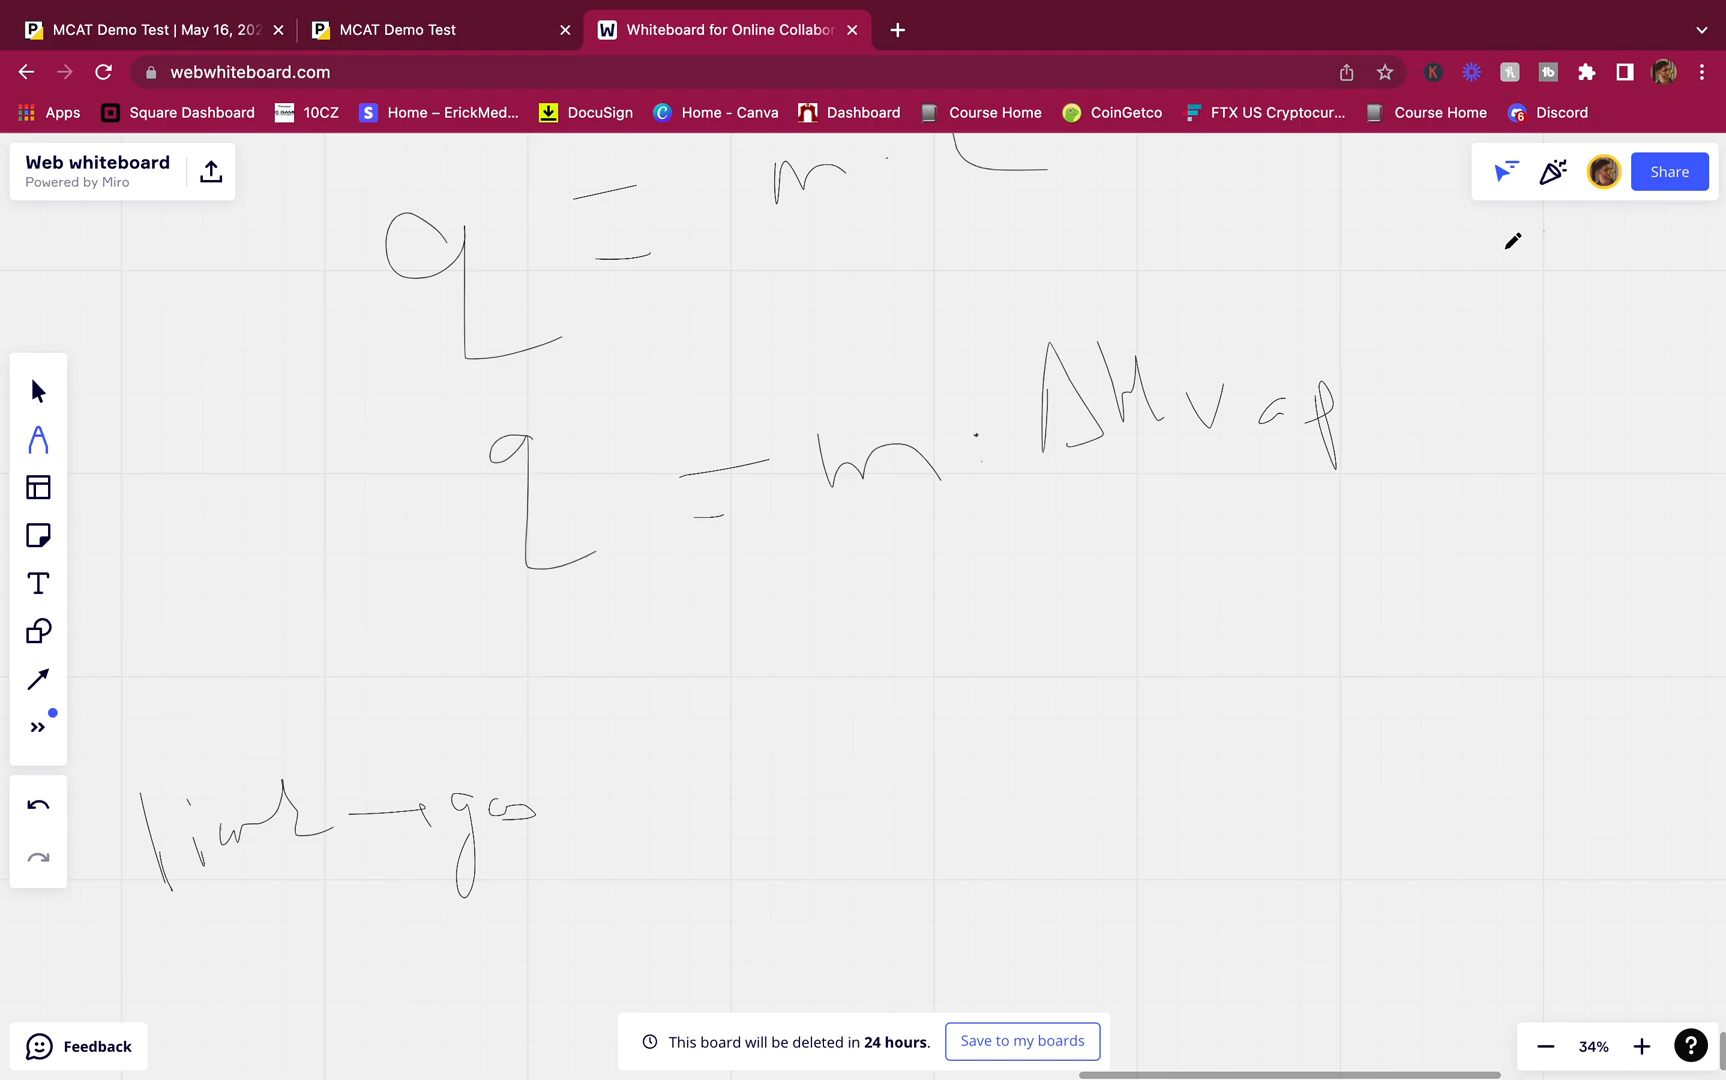 MCAT Demo Test | May 16, 202
MCAT Demo Test
Whiteboard for Online Collabor
webwhiteboard.com
Apps
Square Dashboard
10CZ
Home – ErickMed...
DocuSign
Home - Canva
Dashboard
Course Home
CoinGetco
FTX US Cryptocur...
Course Home
Discord
Web whiteboard
Powered by Miro
Share
q = m ·
q = m · ΔHvap
→ gas
This board will be deleted in 24 hours.
Save to my boards
Feedback
34%